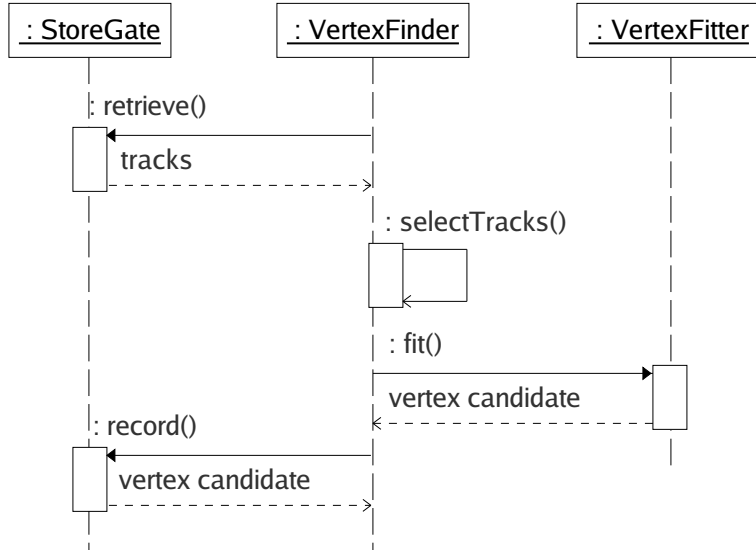 : StoreGate
: VertexFinder
: VertexFitter
: retrieve()
tracks
: selectTracks()
: fit()
vertex candidate
: record()
vertex candidate